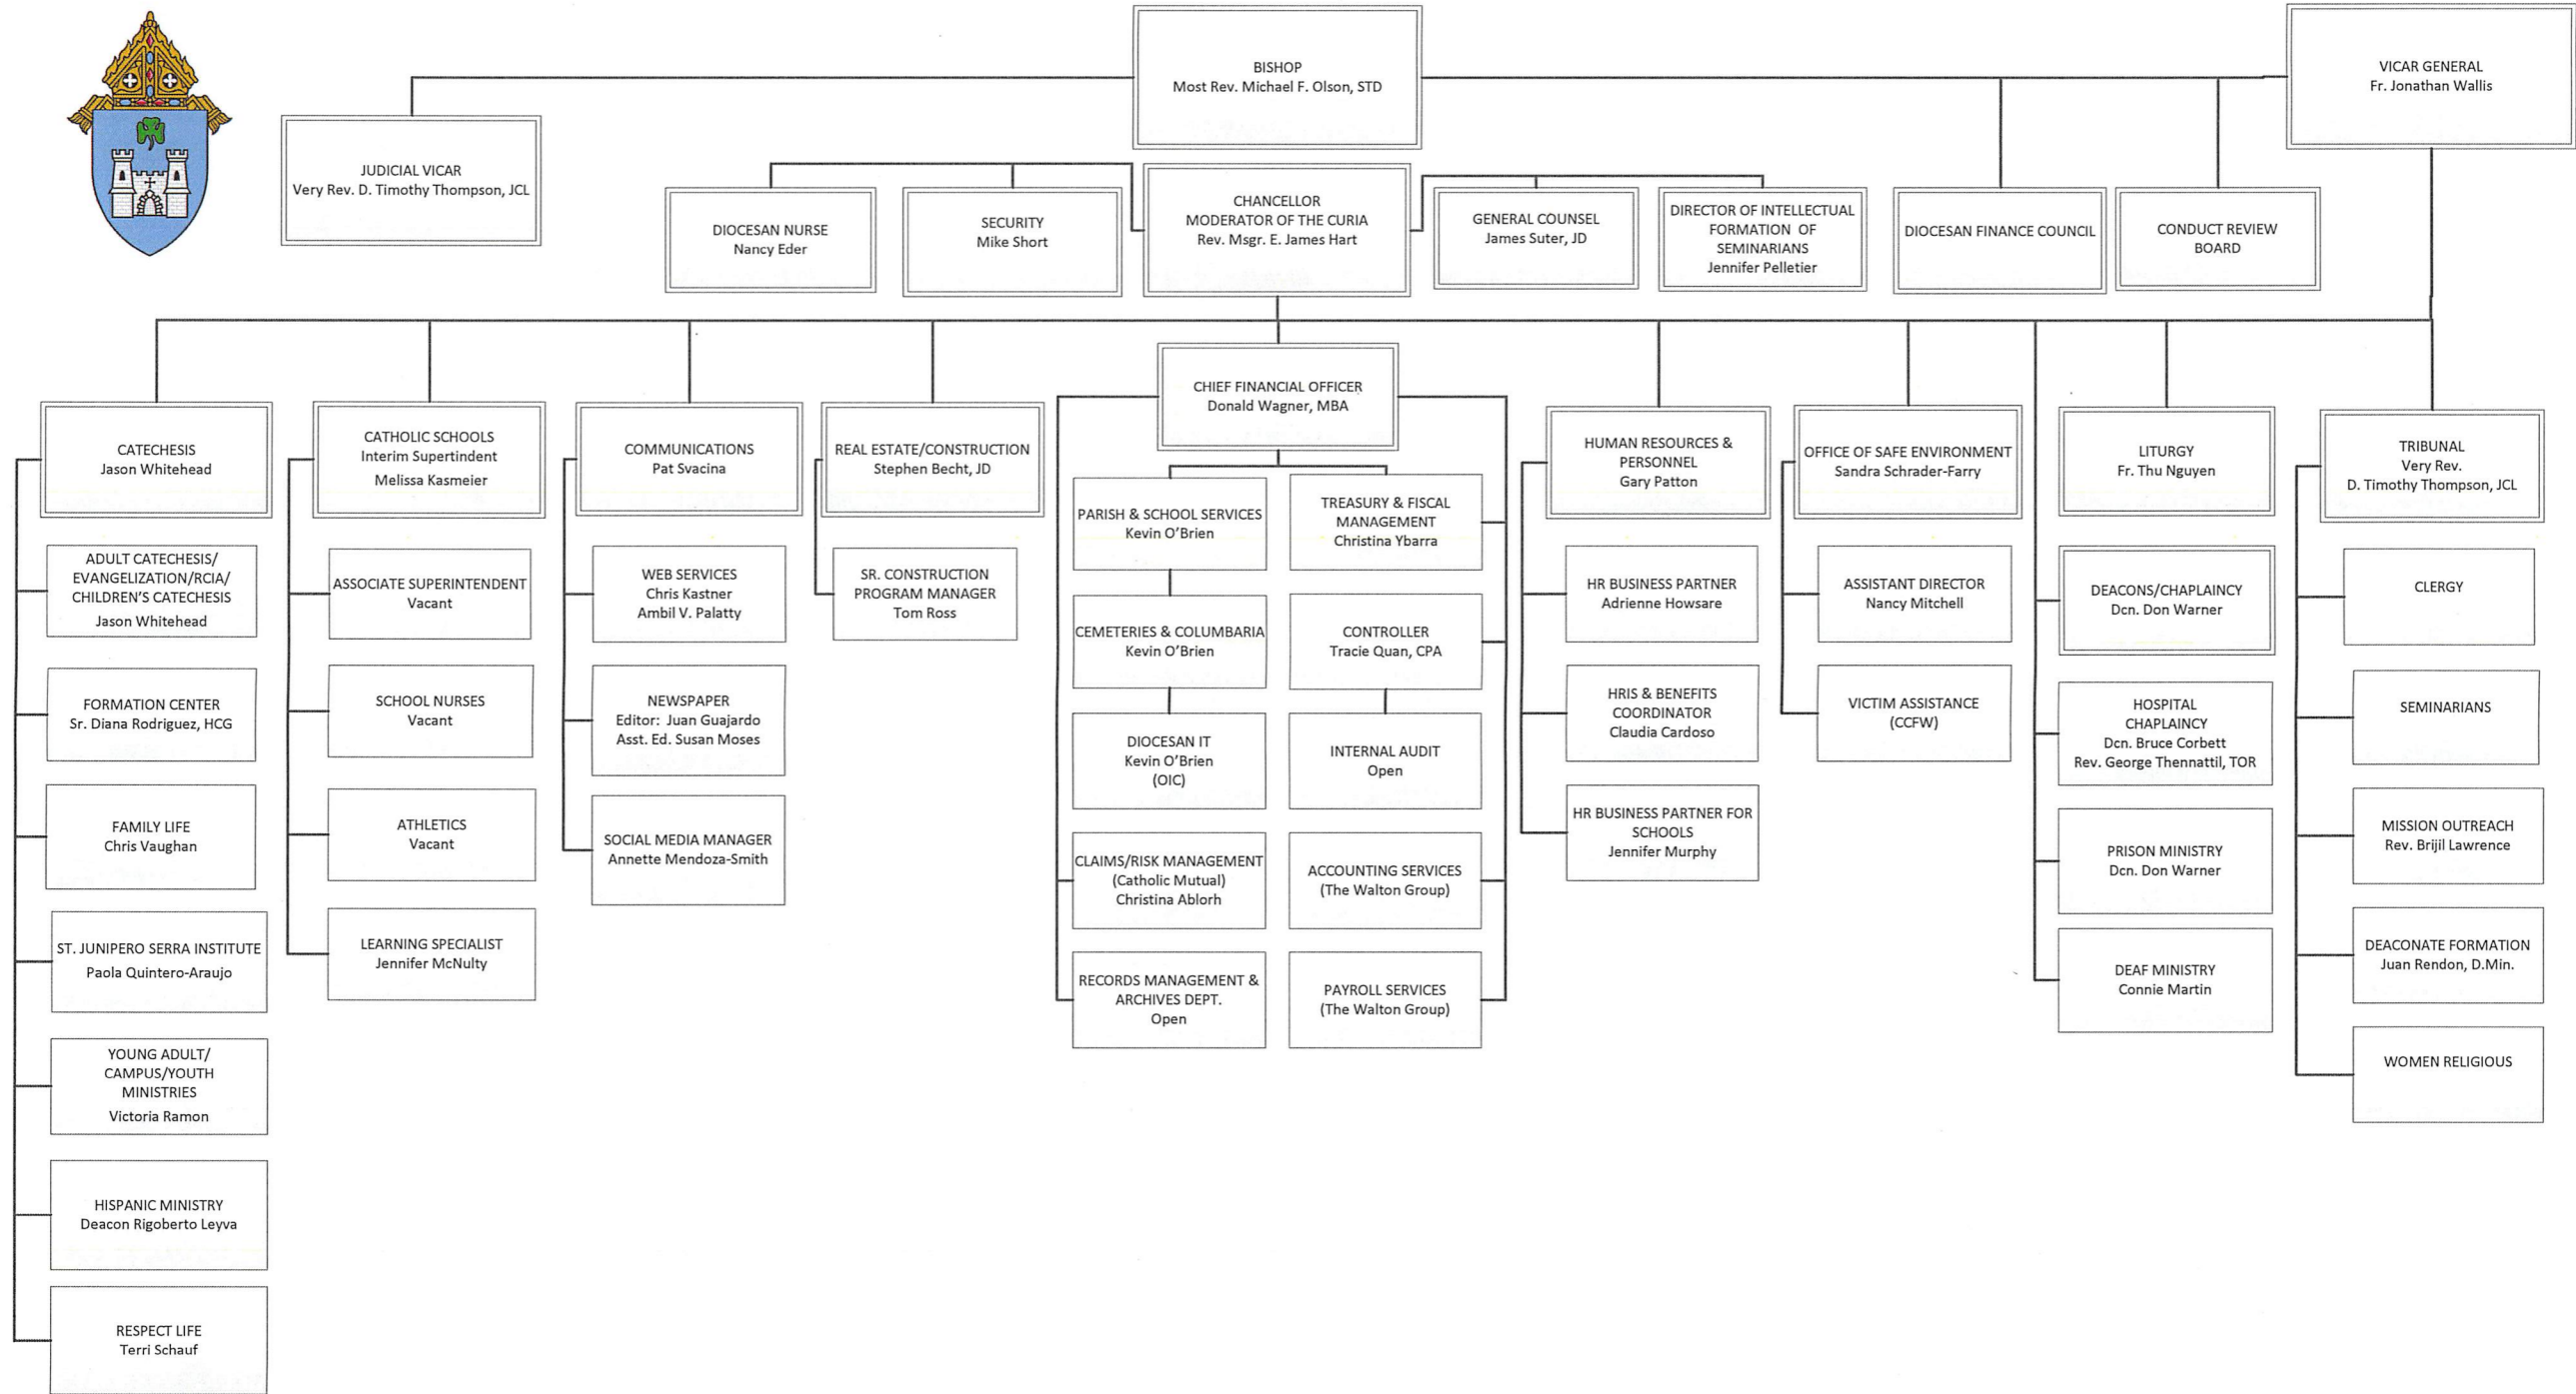 BISHOP
Most Rev. Michael F. Olson, STD
VICAR GENERAL
Fr. Jonathan Wallis
JUDICIAL VICAR
Very Rev. D. Timothy Thompson, JCL
DIOCESAN NURSE
Nancy Eder
SECURITY
Mike Short
CHANCELLOR
MODERATOR OF THE CURIA
Rev. Msgr. E. James Hart
GENERAL COUNSEL
James Suter, JD
DIRECTOR OF INTELLECTUAL
FORMATION OF
SEMINARIANS
Jennifer Pelletier
DIOCESAN FINANCE COUNCIL
CONDUCT REVIEW
BOARD
CATECHESIS
Jason Whitehead
ADULT CATECHESIS/
EVANGELIZATION/RCIA/
CHILDREN'S CATECHESIS
Jason Whitehead
FORMATION CENTER
Sr. Diana Rodriguez, HCG
FAMILY LIFE
Chris Vaughan
ST. JUNIPERO SERRA INSTITUTE
Paola Quintero-Araujo
YOUNG ADULT/
CAMPUS/YOUTH
MINISTRIES
Victoria Ramon
HISPANIC MINISTRY
Deacon Rigoberto Leyva
RESPECT LIFE
Terri Schauf
CATHOLIC SCHOOLS
Interim Supertindent
Melissa Kasmeier
ASSOCIATE SUPERINTENDENT
Vacant
SCHOOL NURSES
Vacant
ATHLETICS
Vacant
LEARNING SPECIALIST
Jennifer McNulty
COMMUNICATIONS
Pat Svacina
WEB SERVICES
Chris Kastner
Ambil V. Palatty
NEWSPAPER
Editor: Juan Guajardo
Asst. Ed. Susan Moses
SOCIAL MEDIA MANAGER
Annette Mendoza-Smith
REAL ESTATE/CONSTRUCTION
Stephen Becht, JD
SR. CONSTRUCTION
PROGRAM MANAGER
Tom Ross
CHIEF FINANCIAL OFFICER
Donald Wagner, MBA
PARISH & SCHOOL SERVICES
Kevin O'Brien
CEMETERIES & COLUMBARIA
Kevin O'Brien
DIOCESAN IT
Kevin O'Brien
(OIC)
CLAIMS/RISK MANAGEMENT
(Catholic Mutual)
Christina Ablorh
RECORDS MANAGEMENT &
ARCHIVES DEPT.
Open
TREASURY & FISCAL
MANAGEMENT
Christina Ybarra
CONTROLLER
Tracie Quan, CPA
INTERNAL AUDIT
Open
ACCOUNTING SERVICES
(The Walton Group)
PAYROLL SERVICES
(The Walton Group)
HUMAN RESOURCES &
PERSONNEL
Gary Patton
HR BUSINESS PARTNER
Adrienne Howsare
HRIS & BENEFITS
COORDINATOR
Claudia Cardoso
HR BUSINESS PARTNER FOR
SCHOOLS
Jennifer Murphy
OFFICE OF SAFE ENVIRONMENT
Sandra Schrader-Farry
ASSISTANT DIRECTOR
Nancy Mitchell
VICTIM ASSISTANCE
(CCFW)
LITURGY
Fr. Thu Nguyen
DEACONS/CHAPLAINCY
Dcn. Don Warner
HOSPITAL
CHAPLAINCY
Dcn. Bruce Corbett
Rev. George Thennattil, TOR
PRISON MINISTRY
Dcn. Don Warner
DEAF MINISTRY
Connie Martin
TRIBUNAL
Very Rev.
D. Timothy Thompson, JCL
CLERGY
SEMINARIANS
MISSION OUTREACH
Rev. Brijil Lawrence
DEACONATE FORMATION
Juan Rendon, D.Min.
WOMEN RELIGIOUS